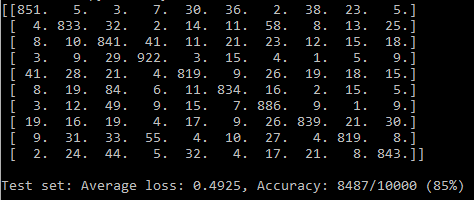 [[851. 5. 3. 7. 30. 36. 2. 38. 23. 5.]
[ 4. 833. 32. 2. 14. 11. 58. 8. 13. 25.]
[ 8. 10. 841. 41. 11. 21. 23. 12. 15. 18.]
[ 3. 9. 29. 922. 3. 15. 4. 1. 5. 9.]
[ 41. 28. 21. 4. 819. 9. 26. 19. 18. 15.]
[ 8. 19. 84. 6. 11. 834. 16. 2. 15. 5.]
[ 3. 12. 49. 9. 15. 7. 886. 9. 1. 9.]
[ 19. 16. 19. 4. 17. 9. 26. 839. 21. 30.]
[ 9. 31. 33. 55. 4. 10. 27. 4. 819. 8.]
[ 2. 24. 44. 5. 32. 4. 17. 21. 8. 843.]]
Test set: Average loss: 0.4925, Accuracy: 8487/10000 (85%)